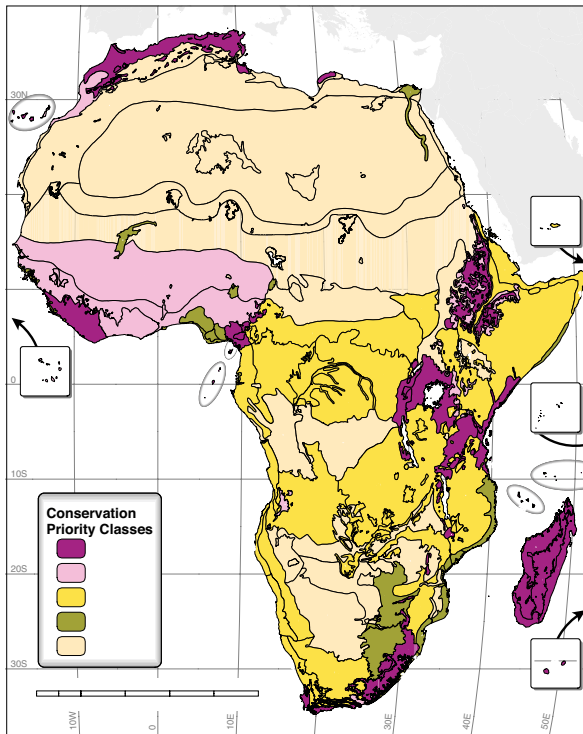 30N
0
10S
Conservation
Priority Classes
20S
30S
10W
0
10E
30E
40E
50E